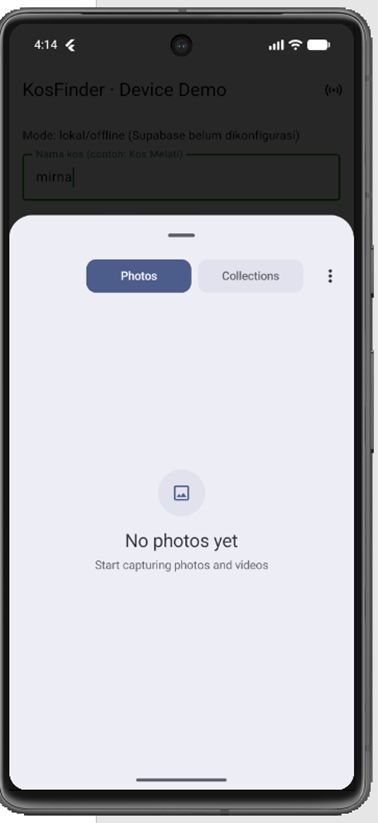 4:14
KosFinder · Device Demo
Mode: lokal/offline (Supabase belum dikonfigurasi)
Nama kos (contoh: Kos Melati)
mirna
Photos Collections
No photos yet
Start capturing photos and videos